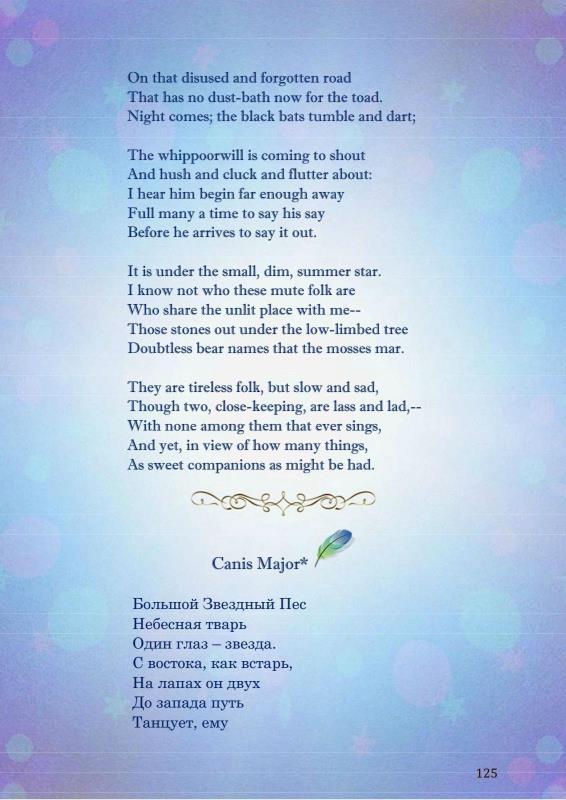 On that disused and forgotten road
That has no dust-bath now for the toad.
Night comes; the black bats tumble and dart;
The whippoorwill is coming to shout
And hush and cluck and flutter about:
I hear him begin far enough away
Full many a time to say his say
Before he arrives to say it out.
It is under the small, dim, summer star.
I know not who these mute folk are
Who share the unlit place with me--
Those stones out under the low-limbed tree
Doubtless bear names that the mosses mar.
They are tireless folk, but slow and sad,
Though two, close-keeping, are lass and lad,--
With none among them that ever sings,
And yet, in view of how many things,
As sweet companions as might be had.
Canis Major*
Большой Звездный Пес
Небесная тварь
Один глаз – звезда.
С востока, как встарь,
На лапах он двух
До запада путь
Танцует, ему
125